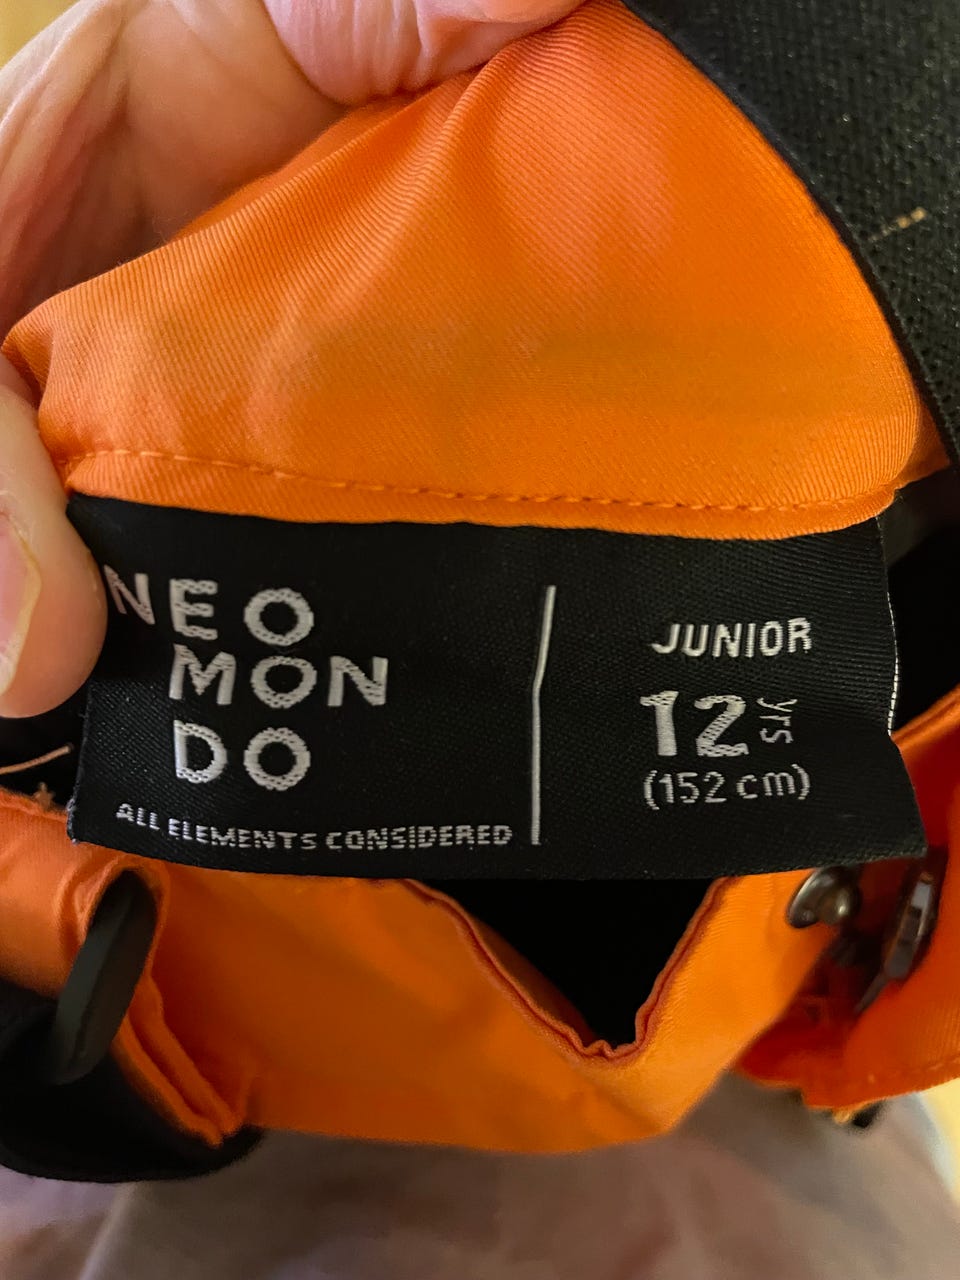 NEO
MON
DO
ALL ELEMENTS CONSIDERED
JUNIOR
12 yrs
(152 cm)